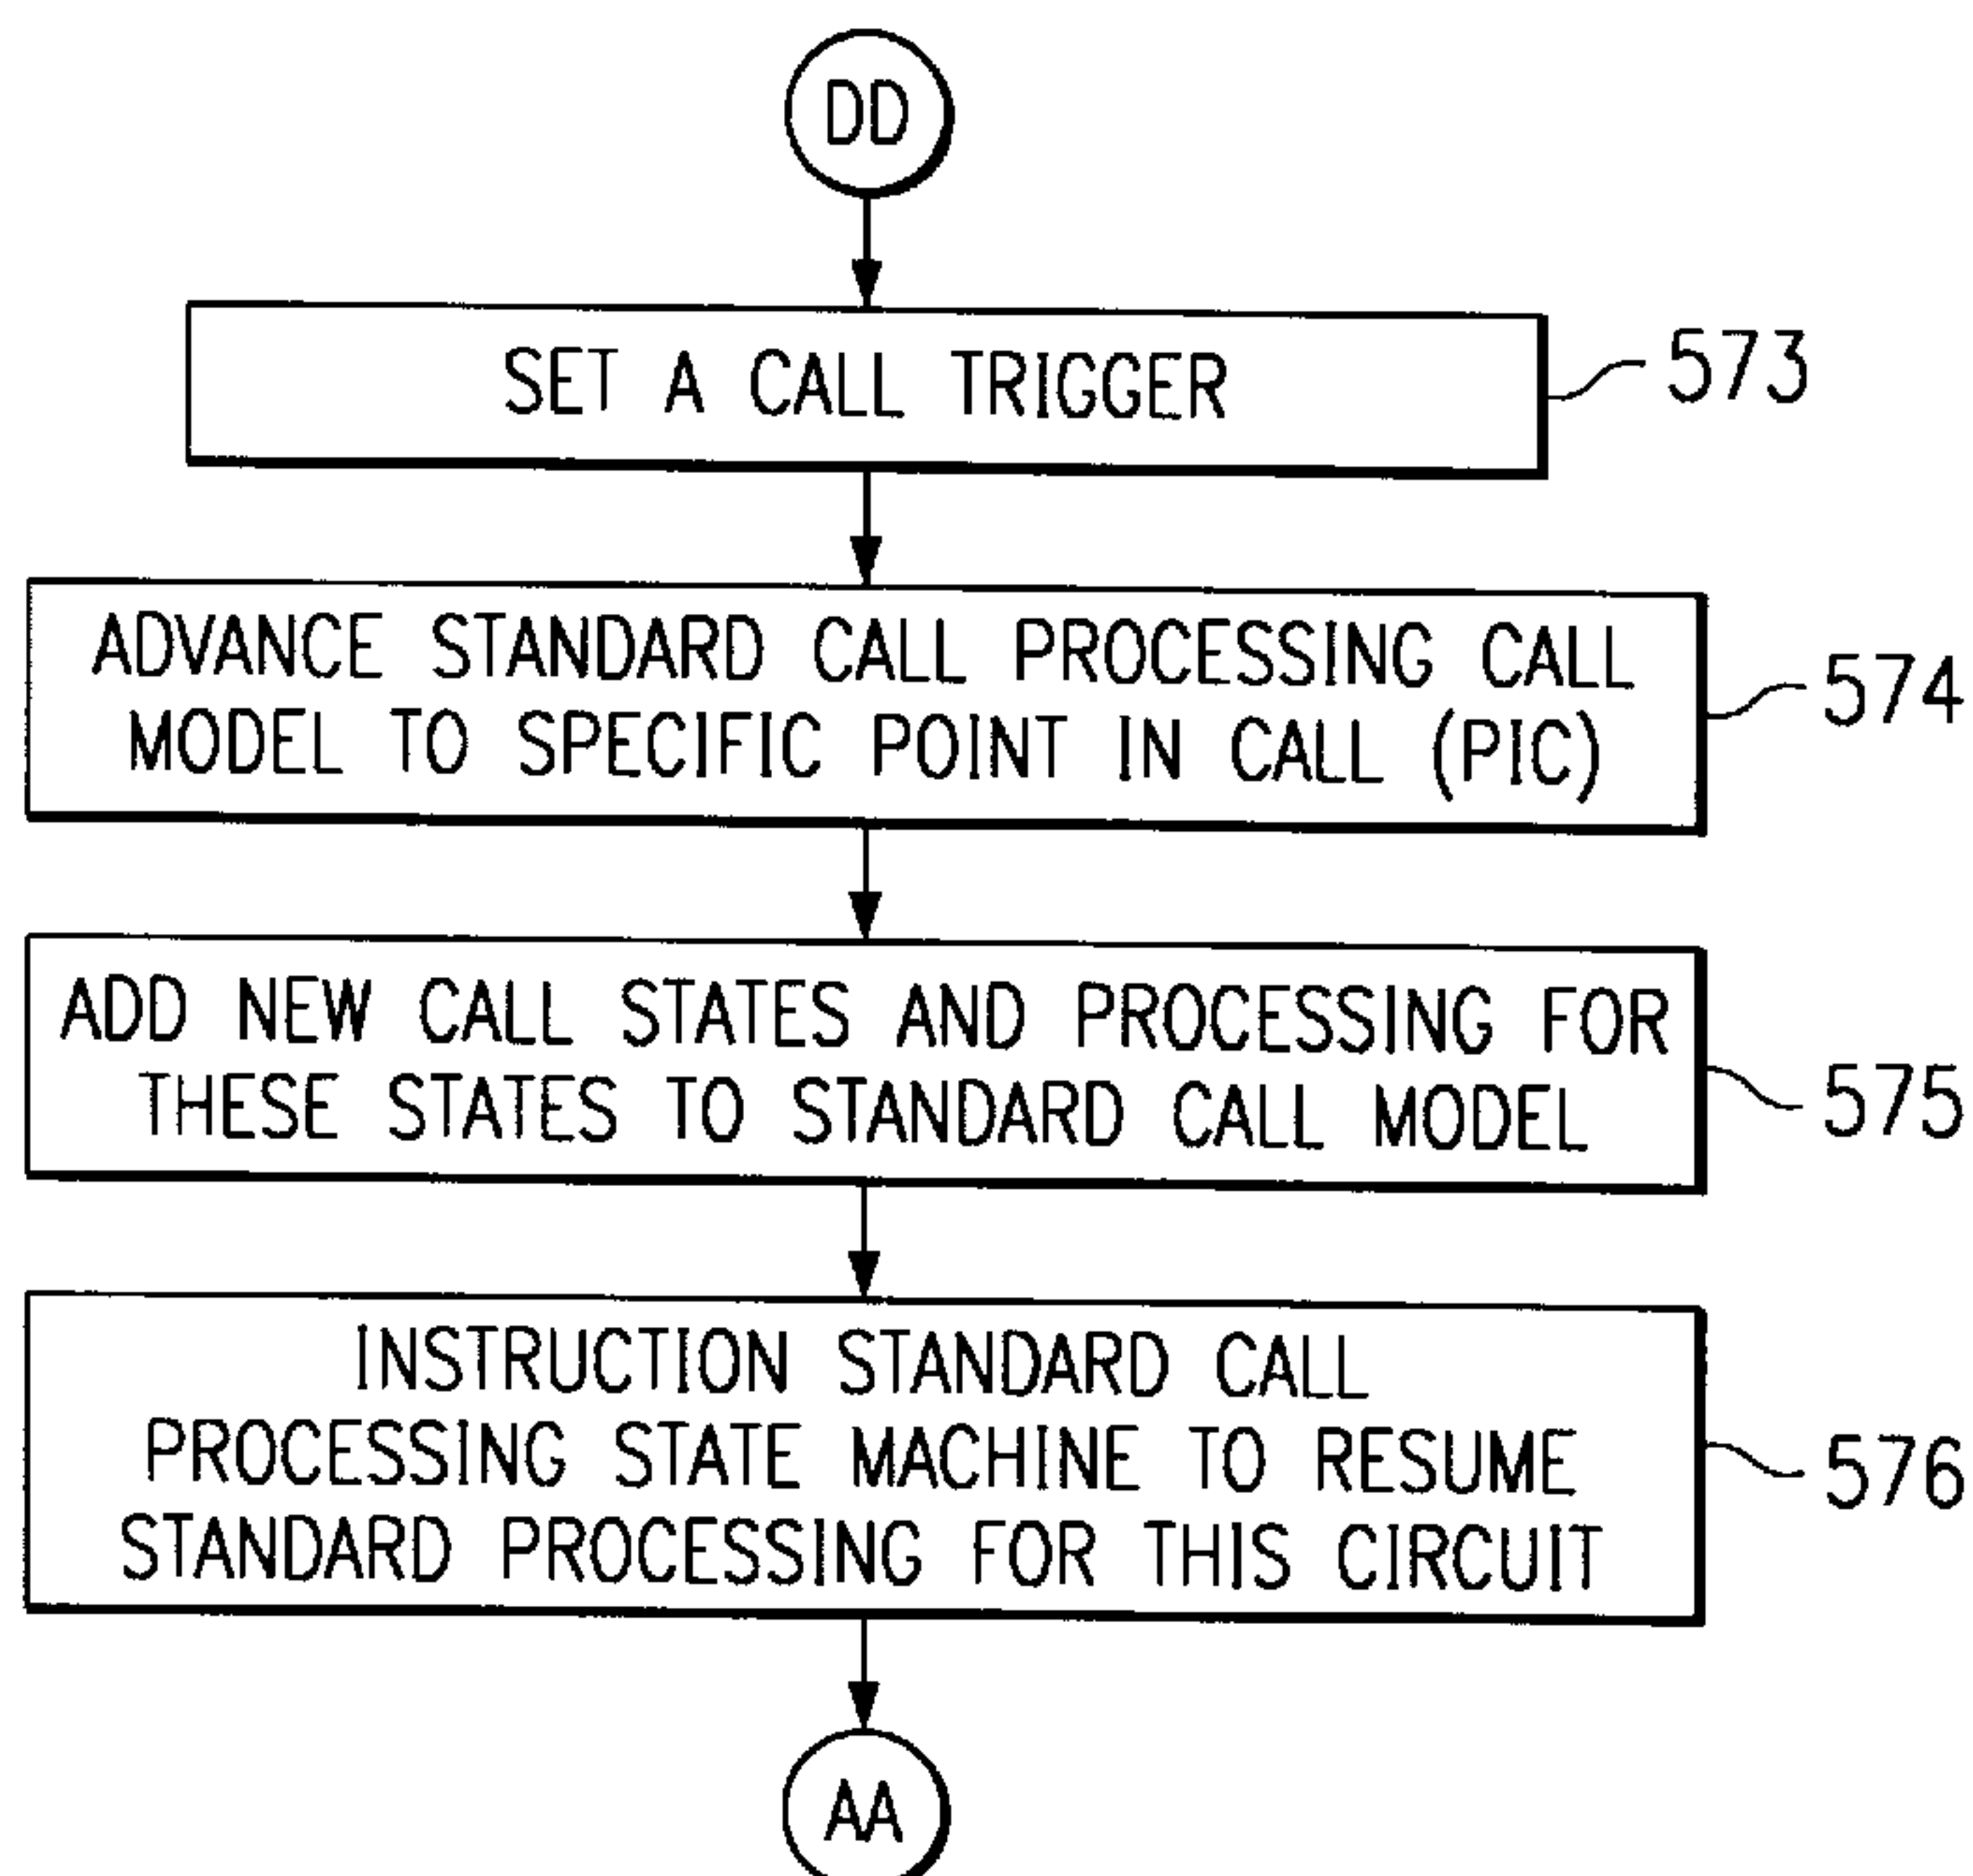 DD
SET A CALL TRIGGER
573
ADVANCE STANDARD CALL PROCESSING CALL
MODEL TO SPECIFIC POINT IN CALL (PIC)
574
ADD NEW CALL STATES AND PROCESSING FOR
THESE STATES TO STANDARD CALL MODEL
575
INSTRUCTION STANDARD CALL
PROCESSING STATE MACHINE TO RESUME
STANDARD PROCESSING FOR THIS CIRCUIT
576
AA